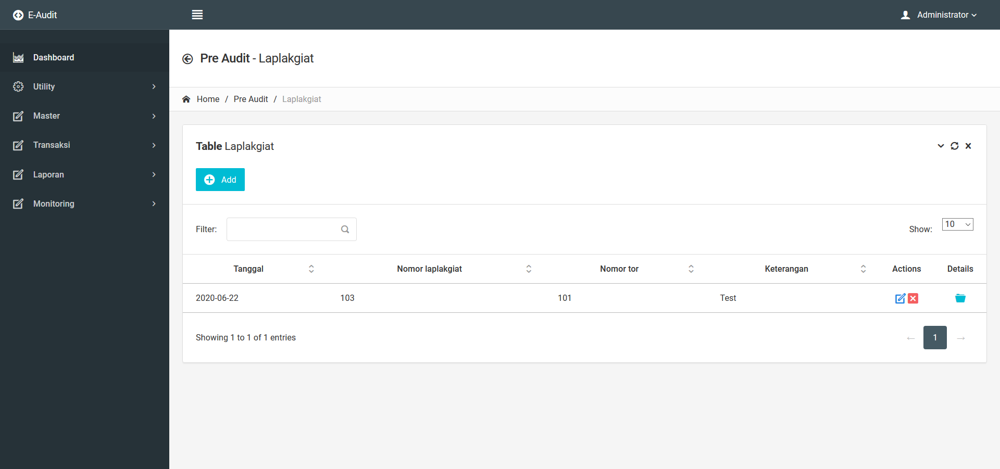 E-Audit
Administrator
Dashboard
Utility
Master
Transaksi
Laporan
Monitoring
Pre Audit - Laplakgiat
Home / Pre Audit / Laplakgiat
Table Laplakgiat
Add
Filter:
Show: 10
Tanggal Nomor laplakgiat Nomor tor Keterangan Actions Details
2020-06-22 103 101 Test
Showing 1 to 1 of 1 entries
← 1 →